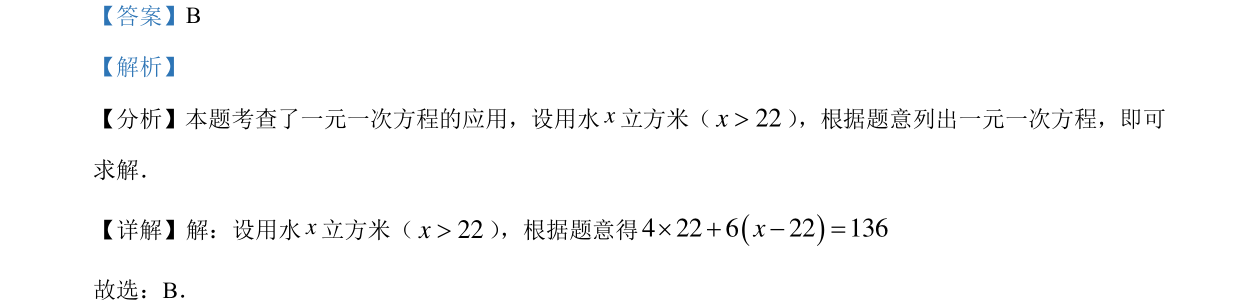 【答案】B
【解析】
【分析】本题考查了一元一次方程的应用，设用水 x 立方米（x > 22），根据题意列出一元一次方程，即可
求解．
【详解】解：设用水 x 立方米（x > 22），根据题意得 4×22+6(x−22)=136
故选：B．